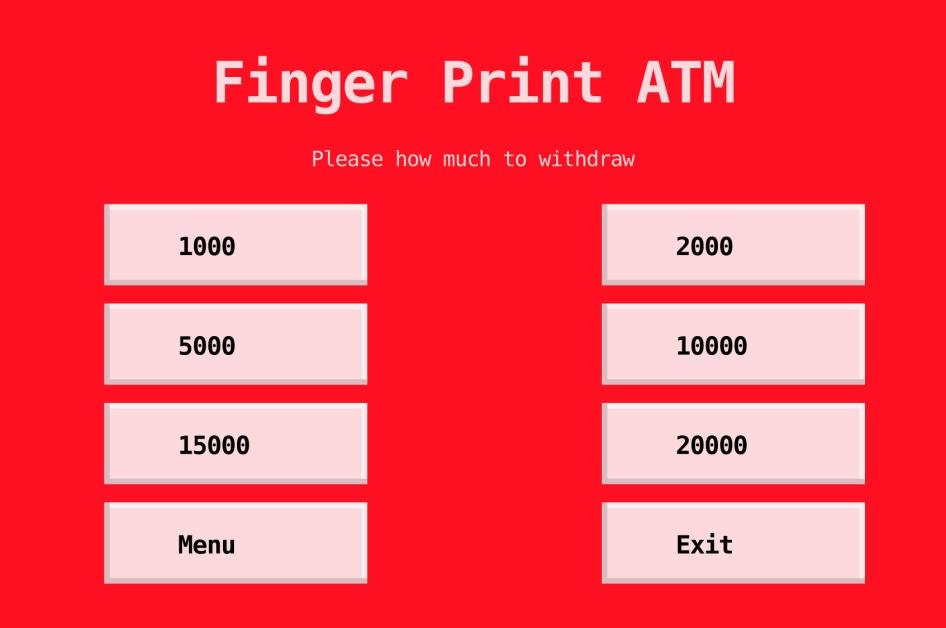 Finger Print ATM
Please how much to withdraw
1000 2000
5000 10000
15000 20000
Menu Exit